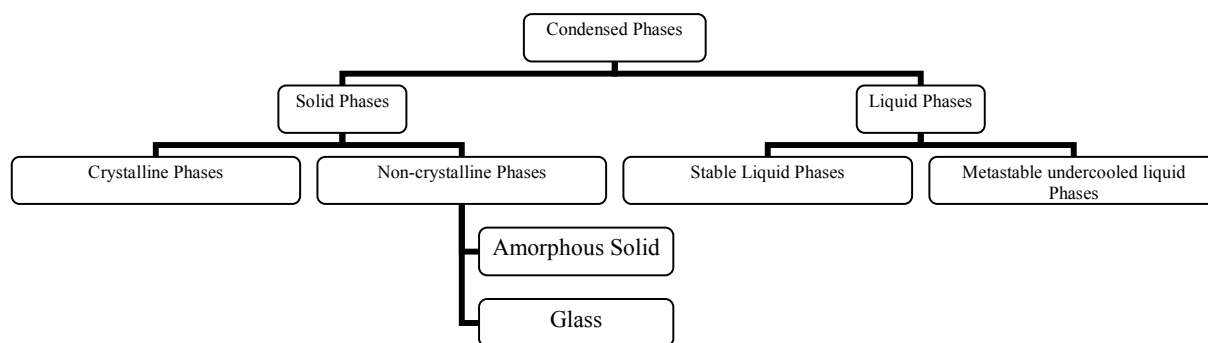 Condensed Phases
Solid Phases
Liquid Phases
Crystalline Phases
Non-crystalline Phases
Stable Liquid Phases
Metastable undercooled liquid
Phases
Amorphous Solid
Glass